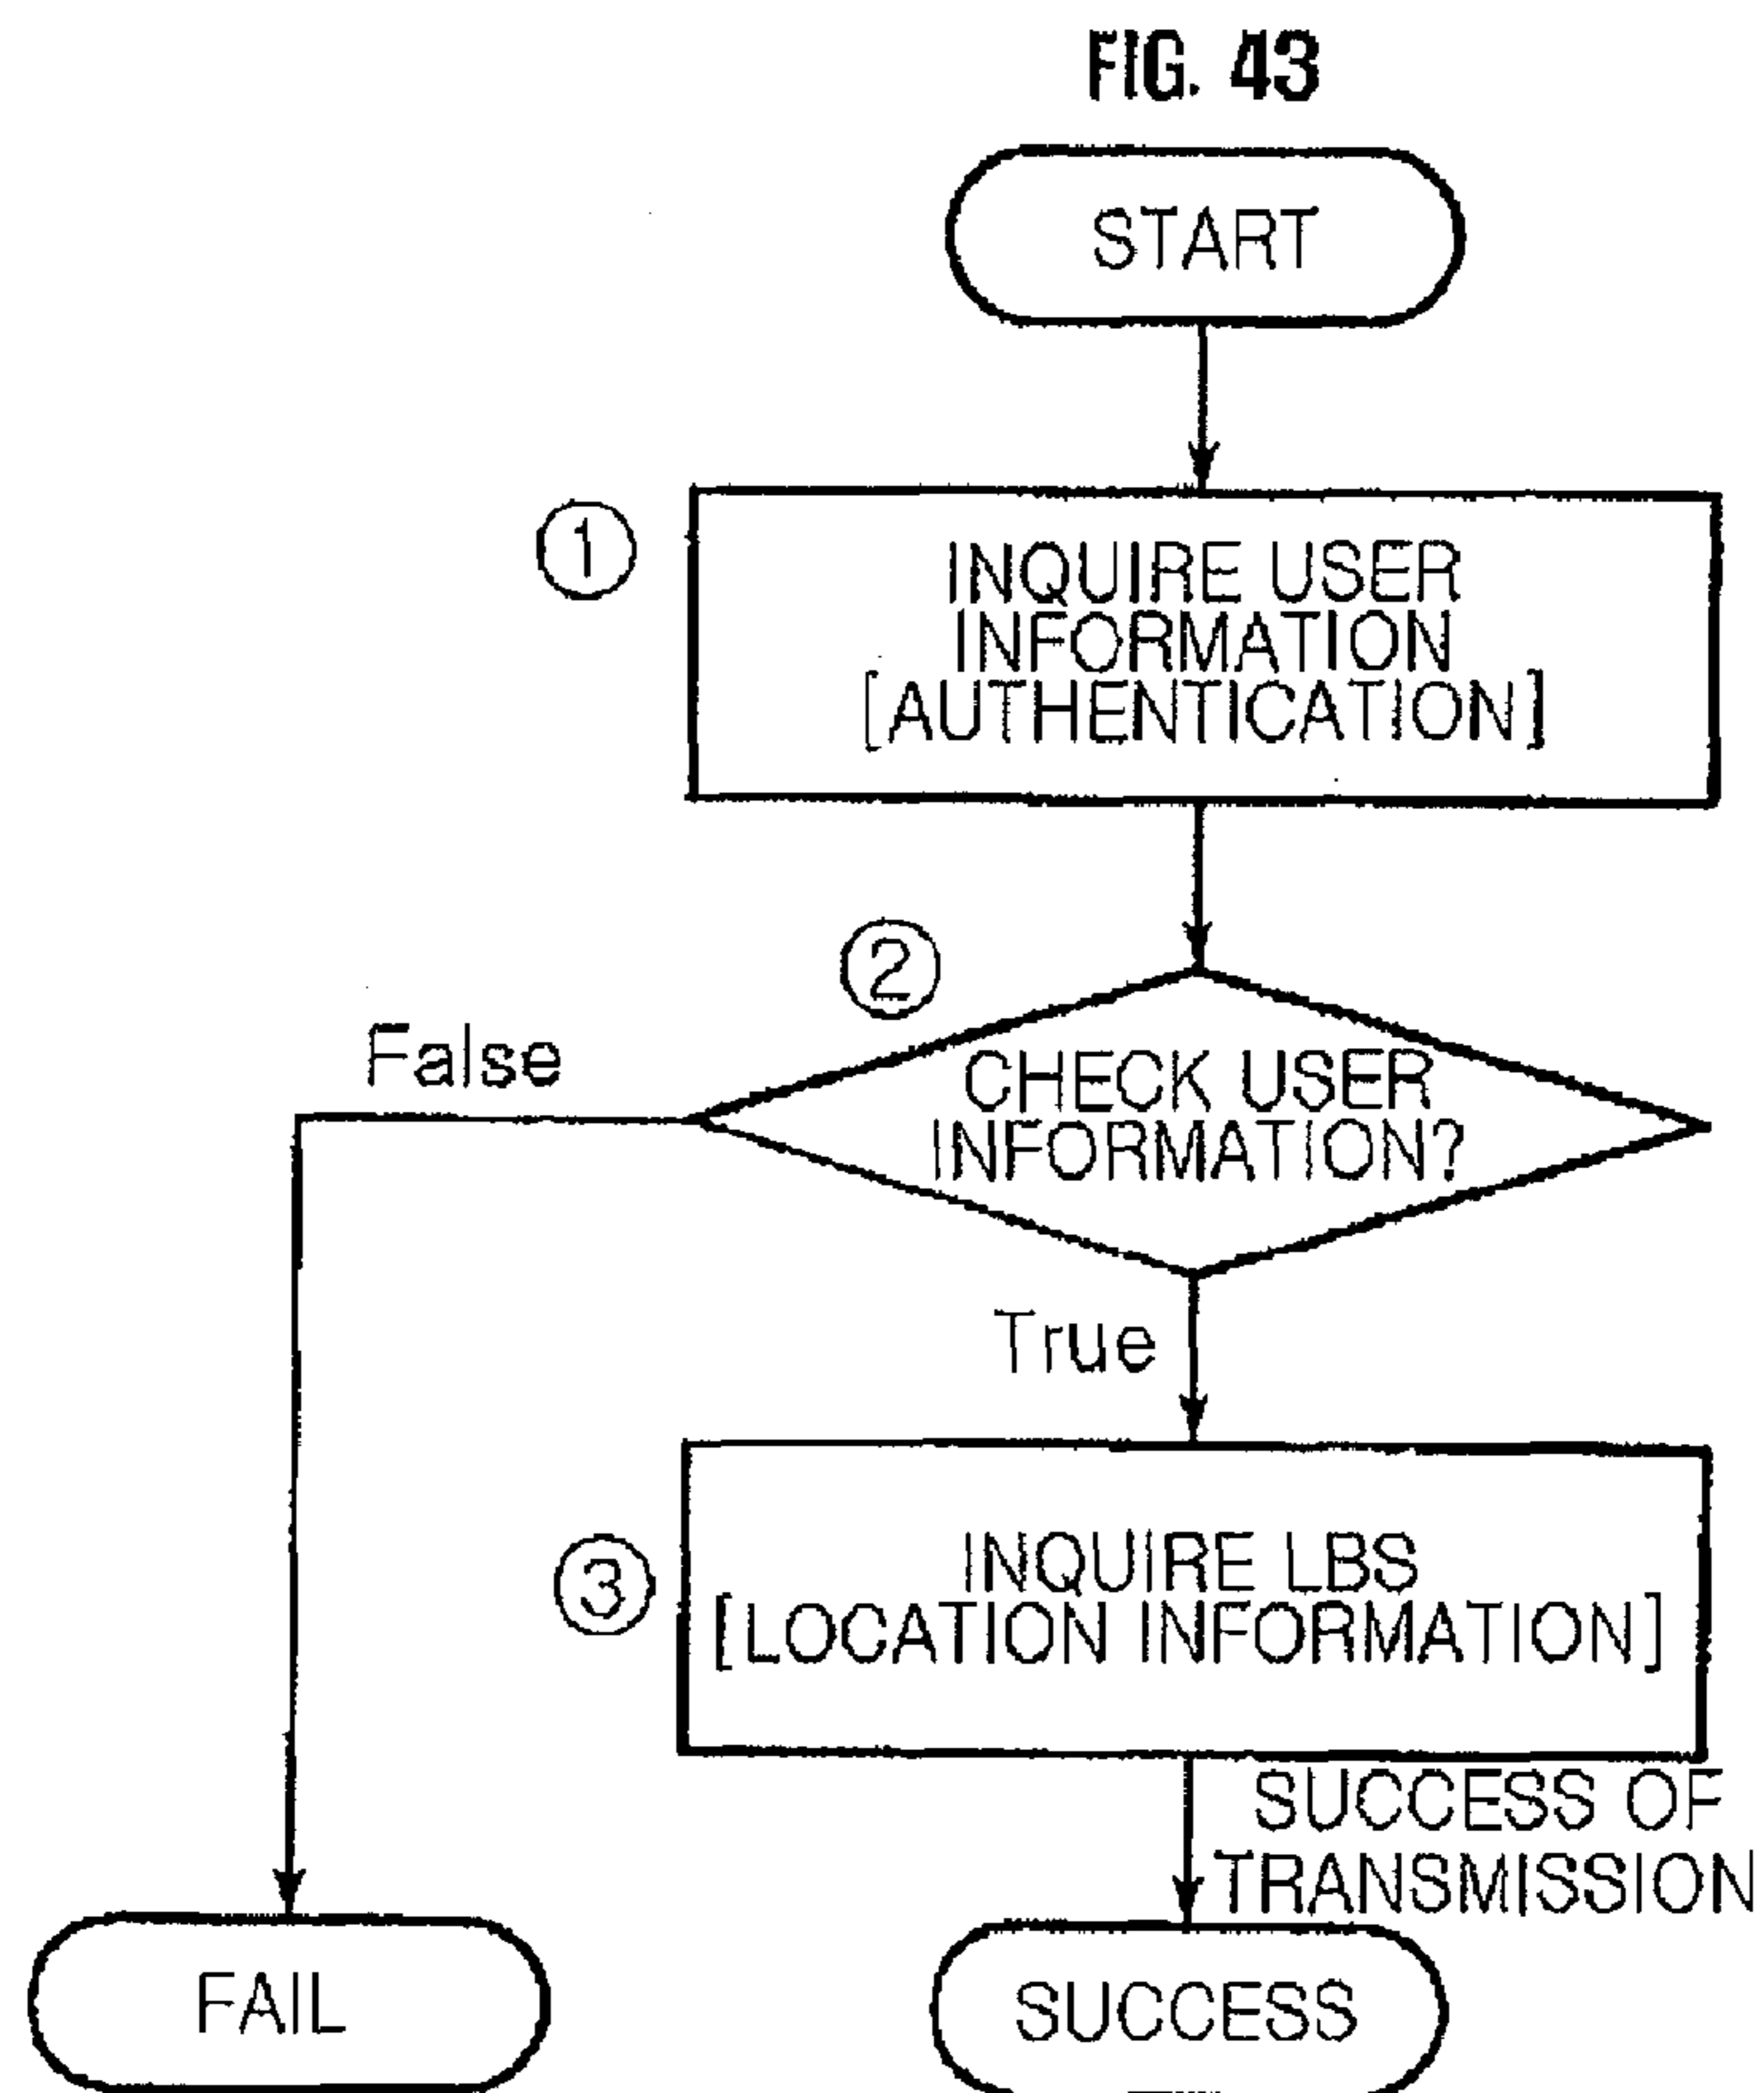 FIG. 43
START
①
INQUIRE USER
INFORMATION
[AUTHENTICATION]
②
False
CHECK USER
INFORMATION?
True
③
INQUIRE LBS
[LOCATION INFORMATION]
SUCCESS OF
TRANSMISSION
FAIL
SUCCESS